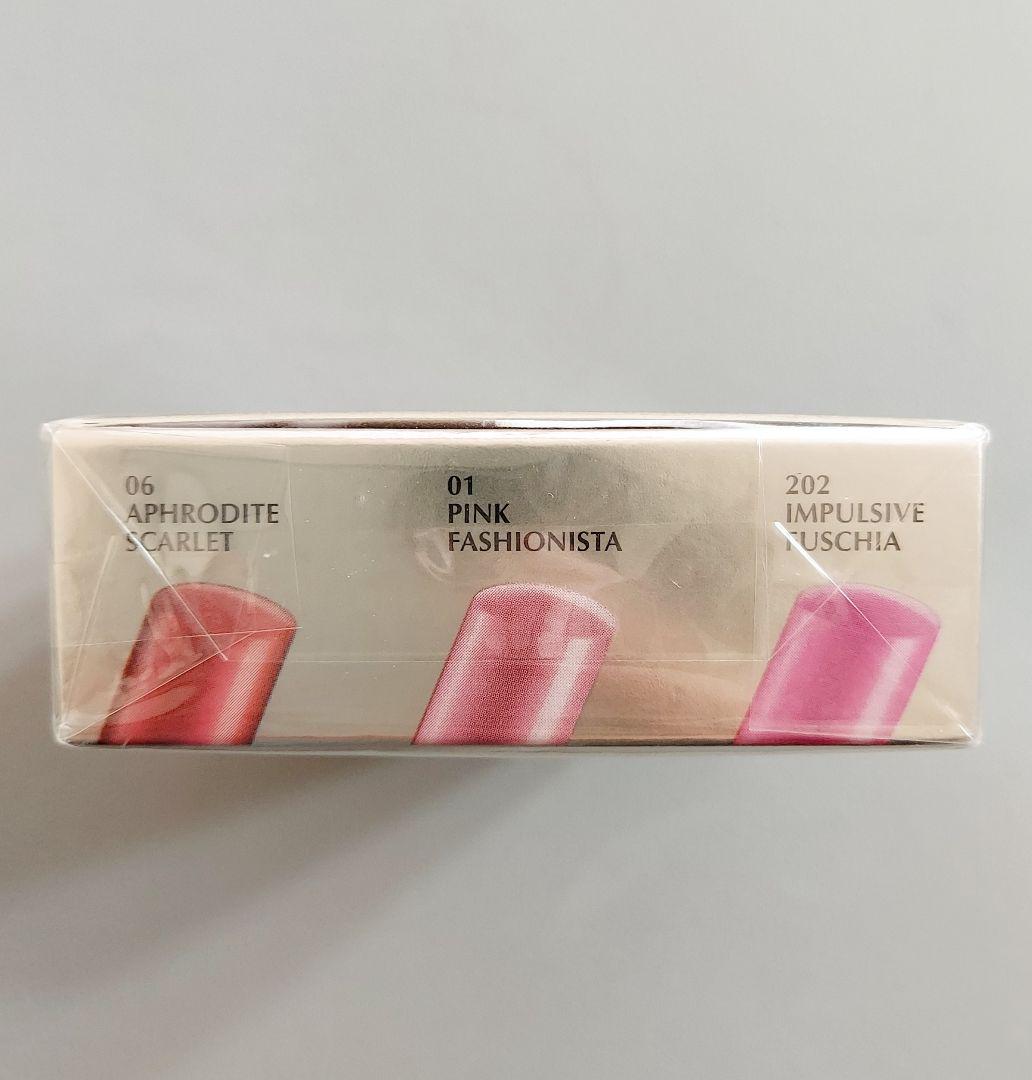 06
APHRODITE
SCARLET
01
PINK
FASHIONISTA
202
IMPULSIVE
FUSCHIA